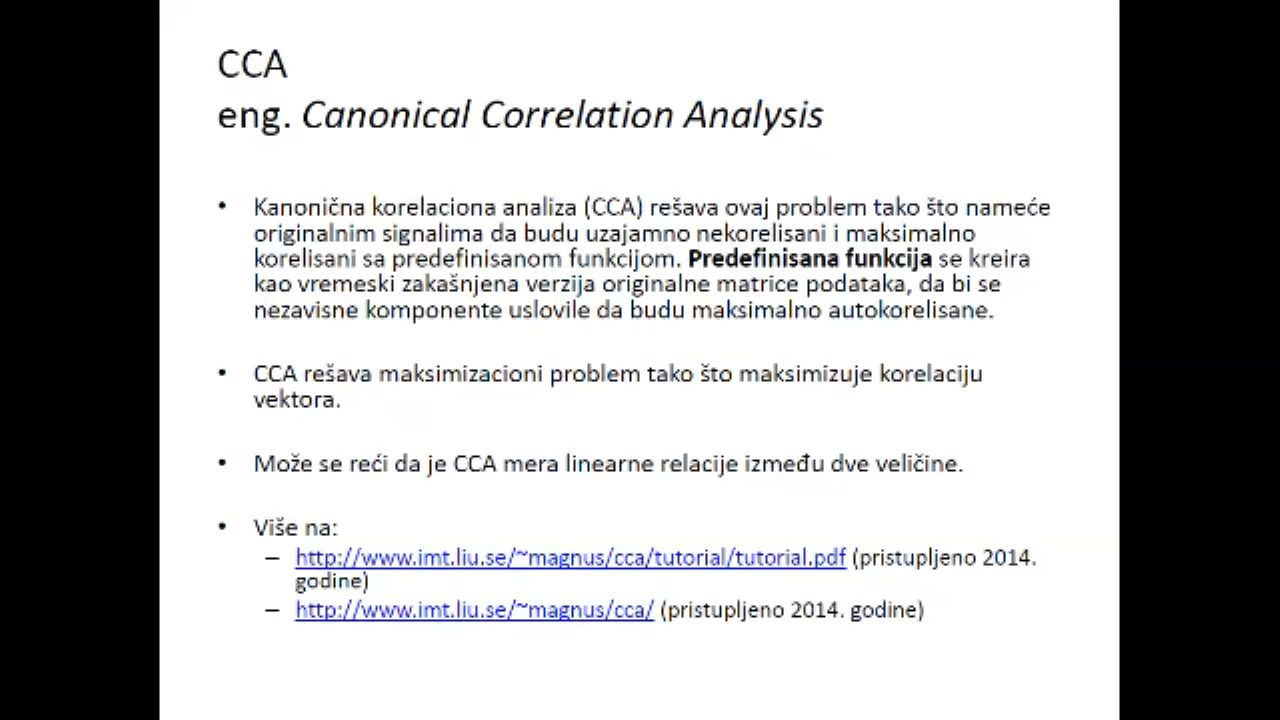 CCA
eng. Canonical Correlation Analysis
• Kanonična korelaciona analiza (CCA) rešava ovaj problem tako što nameće
originalnim signalima da budu uzajamno nekorelisani i maksimalno
korelisani sa predefinisanom funkcijom. Predefinisana funkcija se kreira
kao vremeski zakašnjena verzija originalne matrice podataka, da bi se
nezavisne komponente uslovile da budu maksimalno autokorelisane.
• CCA rešava maksimizacioni problem tako što maksimizuje korelaciju
vektora.
• Može se reći da je CCA mera linearne relacije između dve veličine.
• Više na:
– http://www.imt.liu.se/~magnus/cca/tutorial/tutorial.pdf (pristupljeno 2014.
godine)
– http://www.imt.liu.se/~magnus/cca/ (pristupljeno 2014. godine)